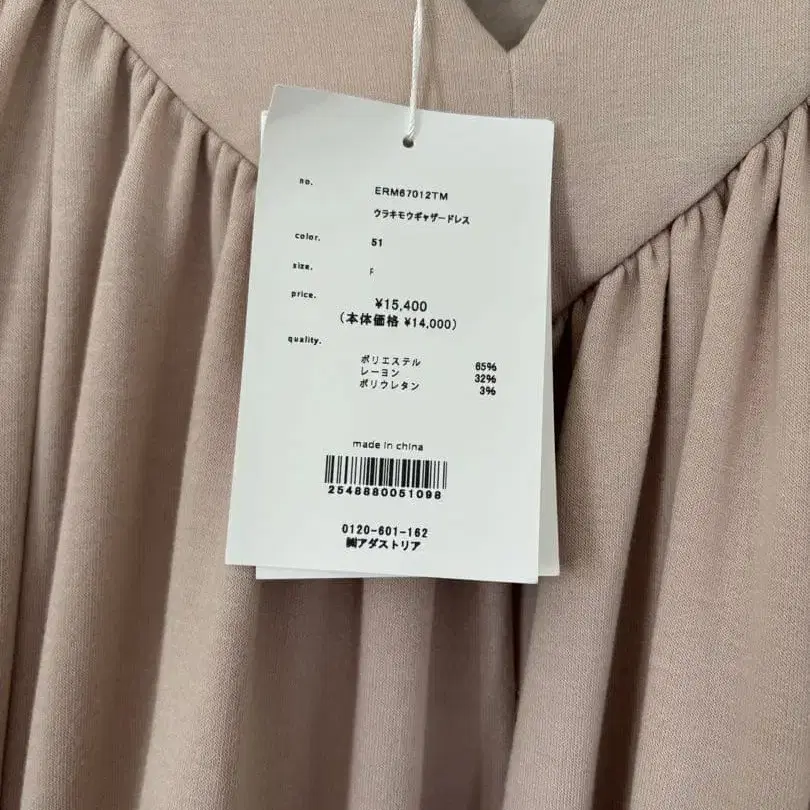 no. ERM67012TM
ウラキモウギャザードレス
color. 51
size. F
price. ¥15,400
(本体価格 ¥14,000)
quality.
ポリエステル 65%
レーヨン 32%
ポリウレタン 3%
made in china
2548880051098
0120-601-162
㈱アダストリア